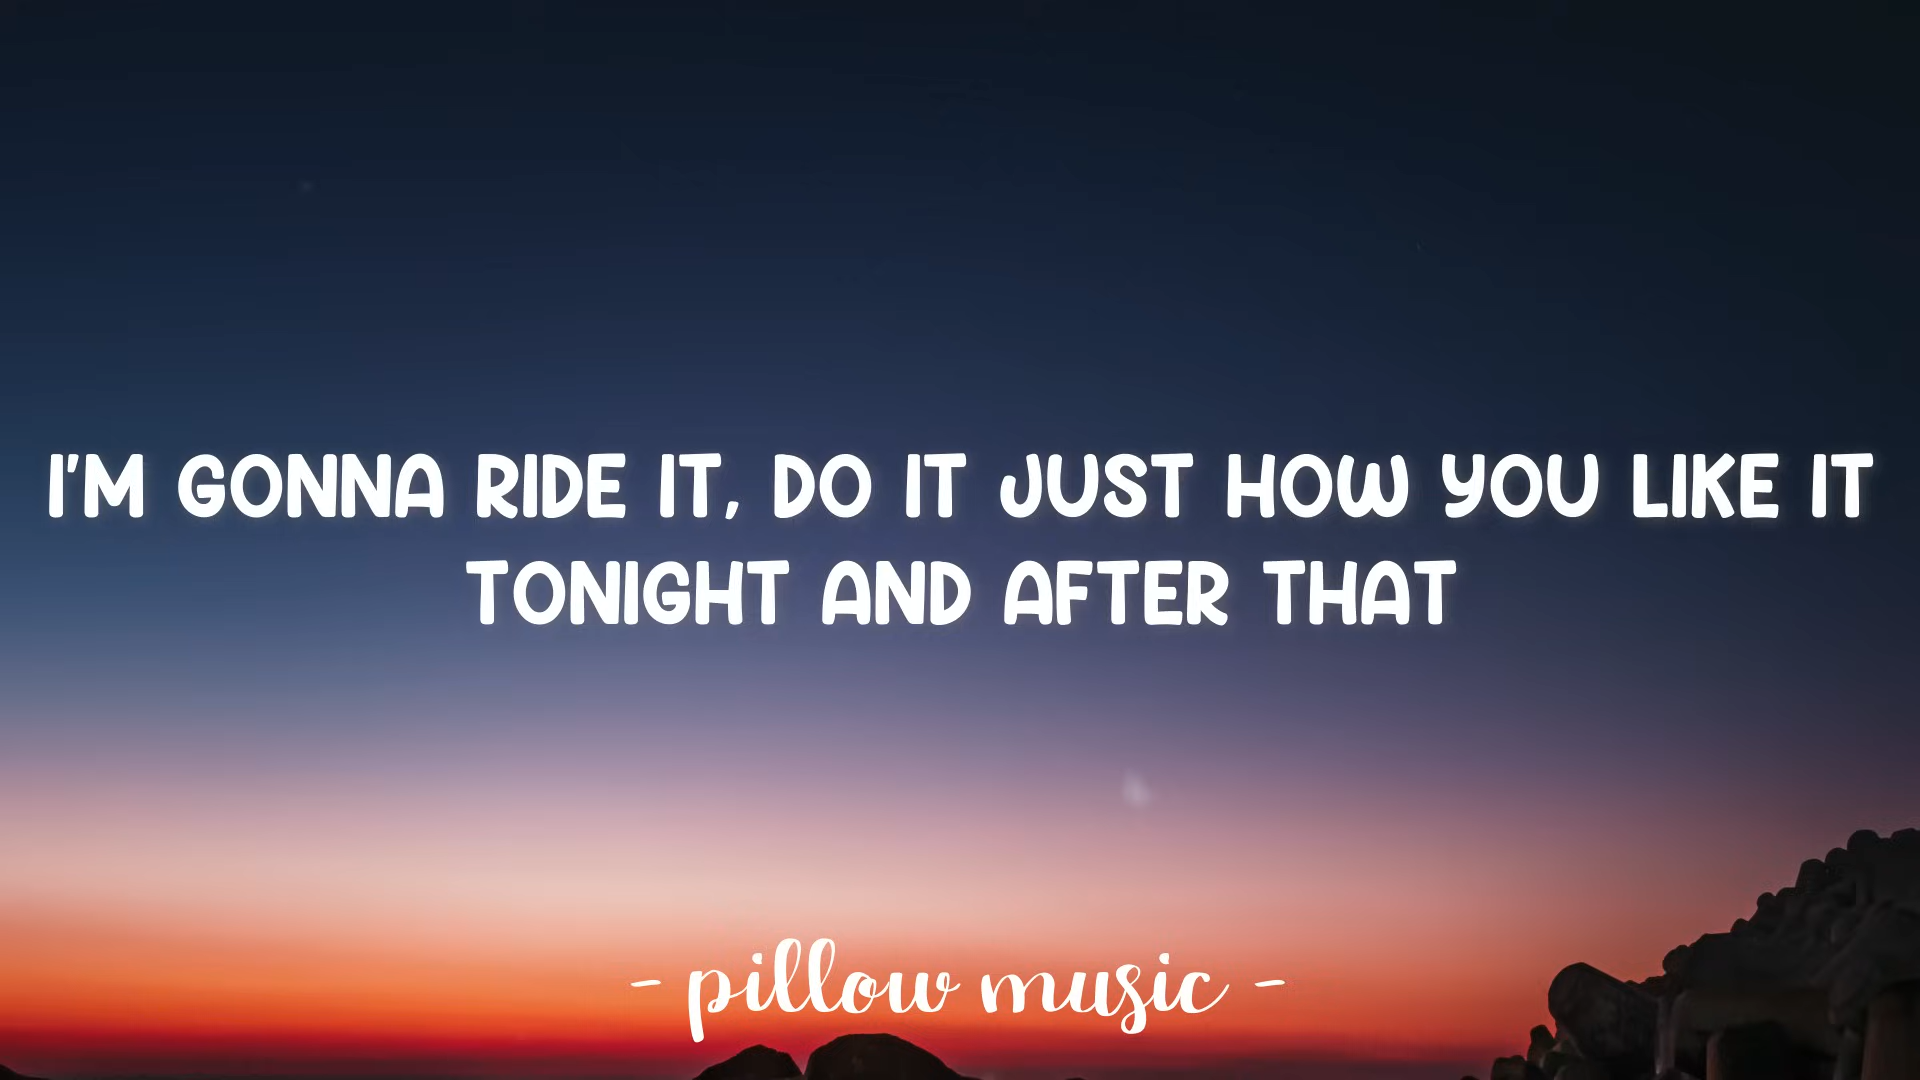 I'M GONNA RIDE IT, DO IT JUST HOW YOU LIKE IT
TONIGHT AND AFTER THAT
- pillow music -